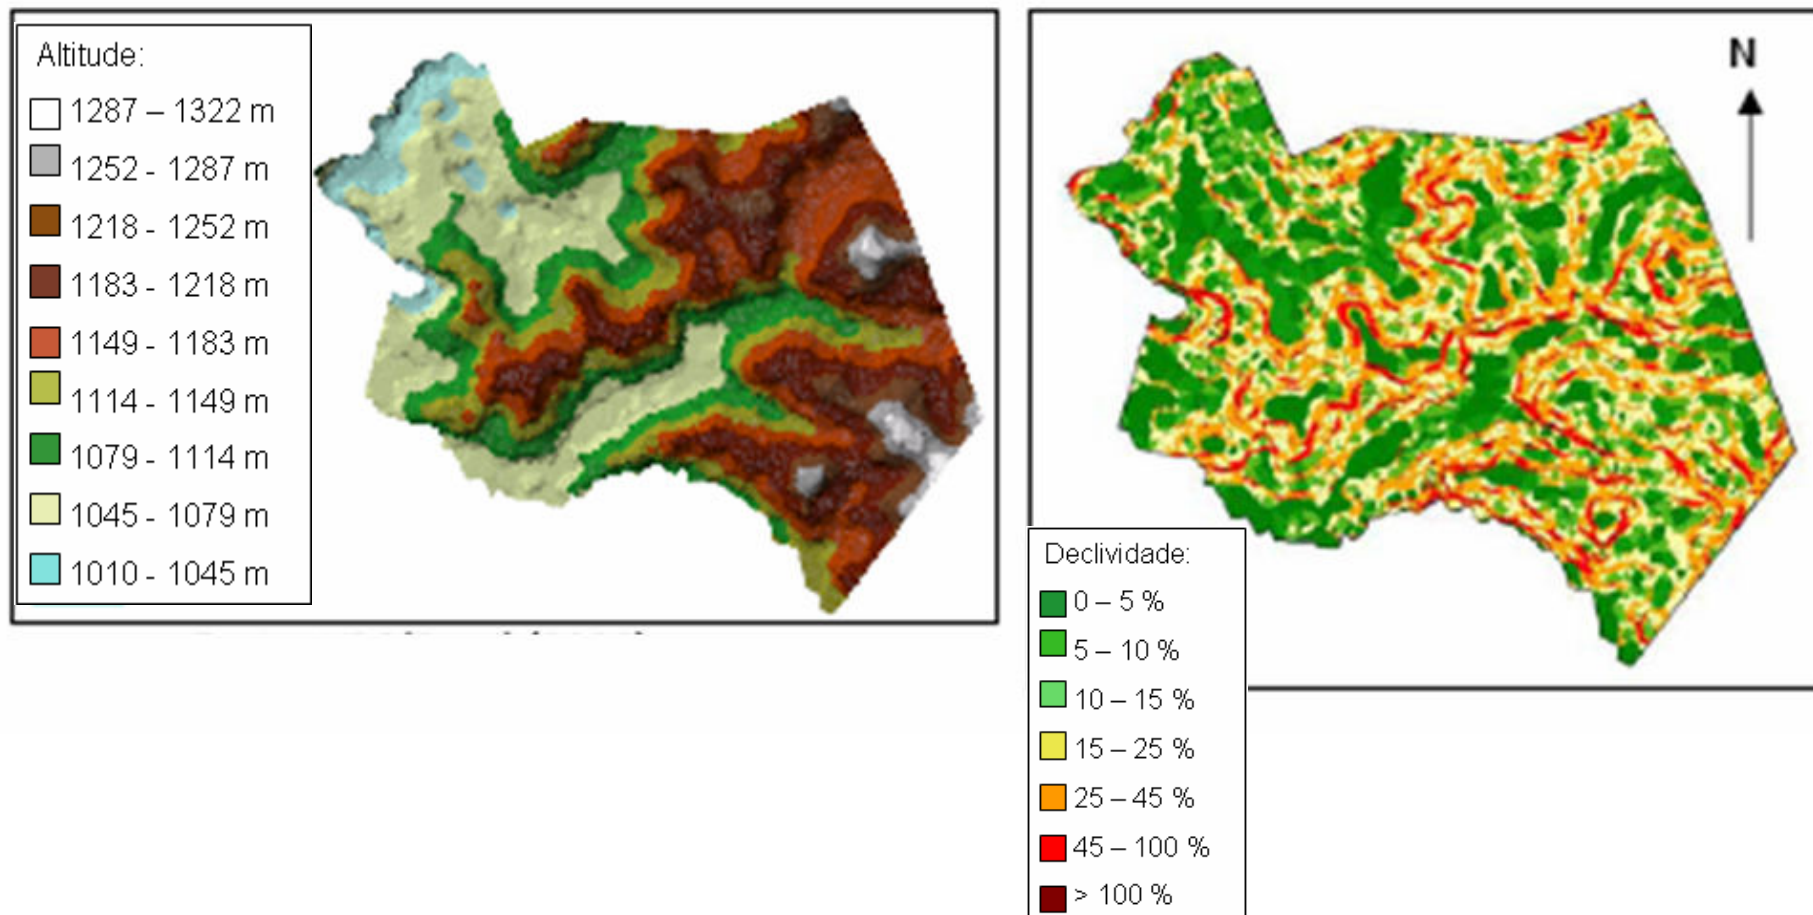 Altitude:
1287 – 1322 m
1252 - 1287 m
1218 - 1252 m
1183 - 1218 m
1149 - 1183 m
1114 - 1149 m
1079 - 1114 m
1045 - 1079 m
1010 - 1045 m
N
Declividade:
0 – 5 %
5 – 10 %
10 – 15 %
15 – 25 %
25 – 45 %
45 – 100 %
> 100 %